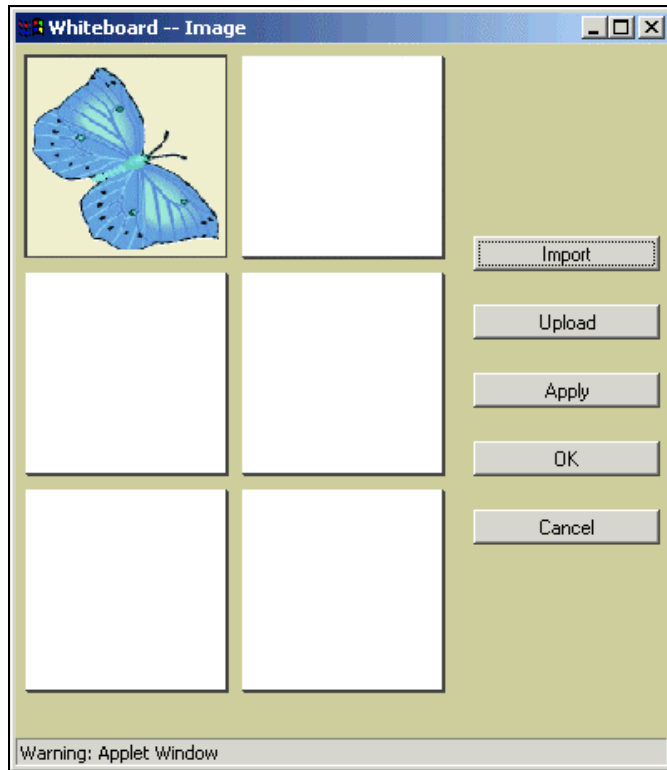 Whiteboard -- Image
Import
Upload
Apply
OK
Cancel
Warning: Applet Window